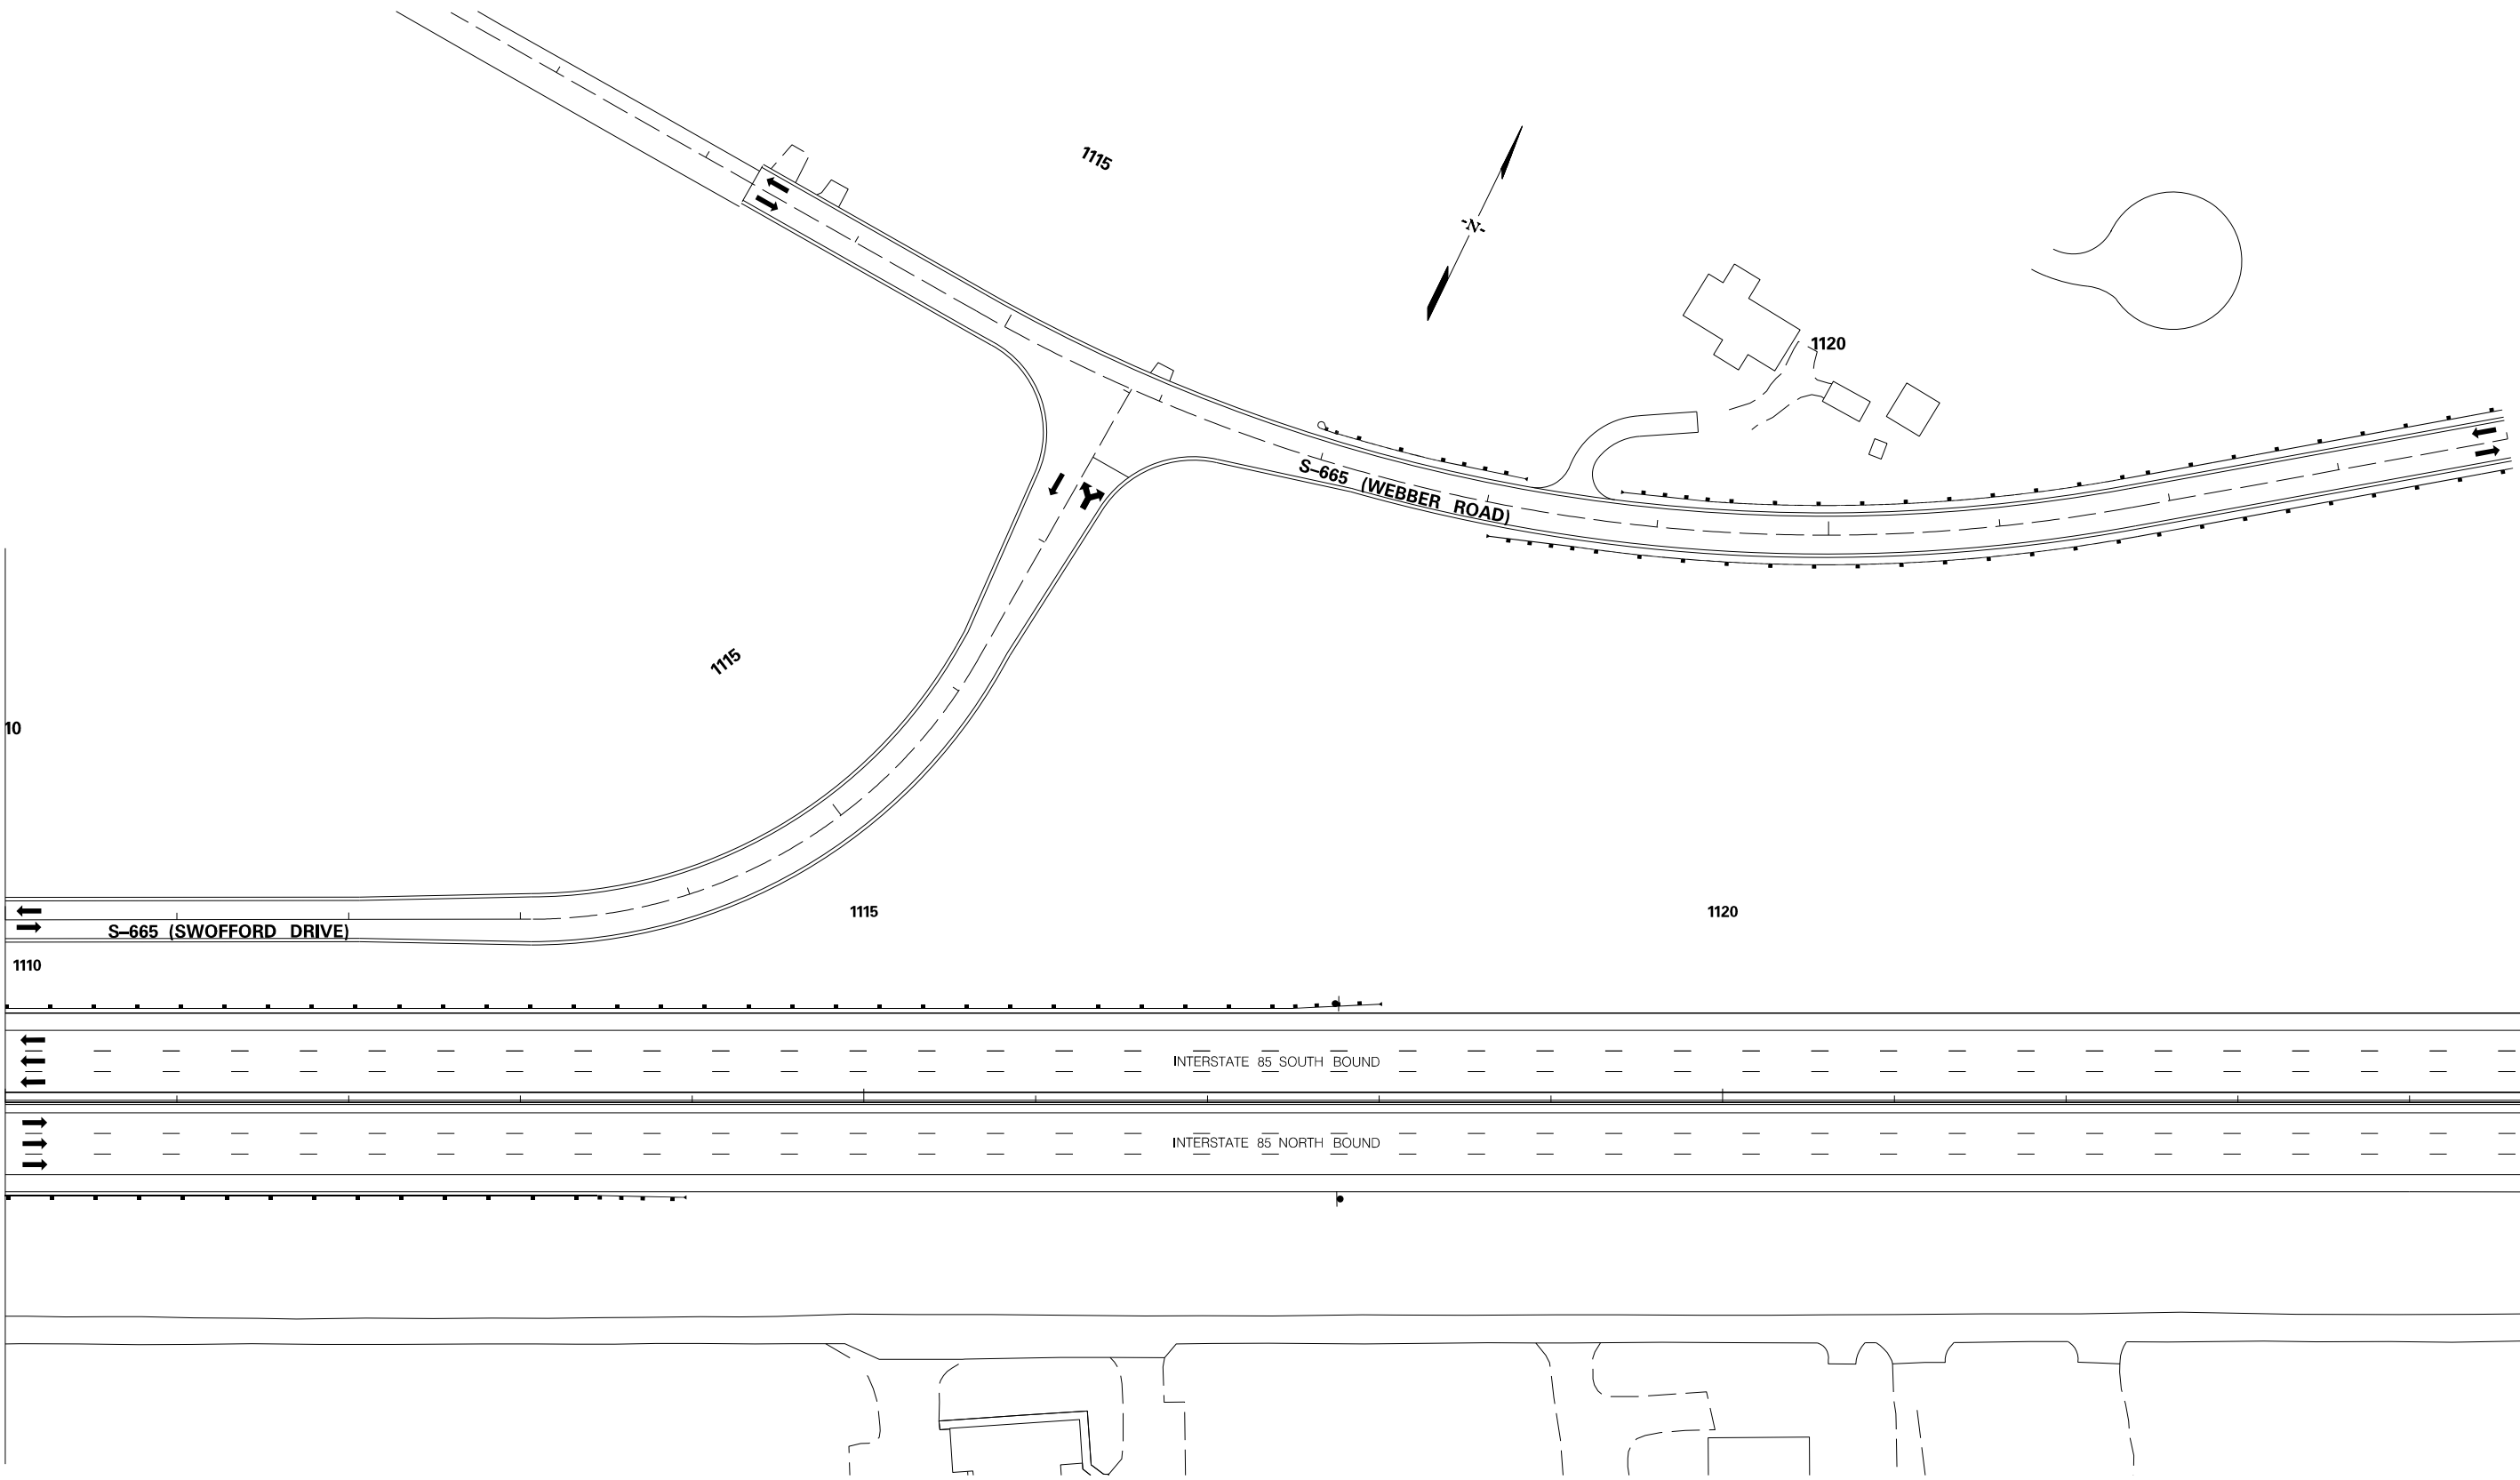 1115
-N-
1120
S–665 (WEBBER ROAD)
1115
10
1115
1120
S–665 (SWOFFORD DRIVE)
1110
INTERSTATE 85 SOUTH BOUND
INTERSTATE 85 NORTH BOUND